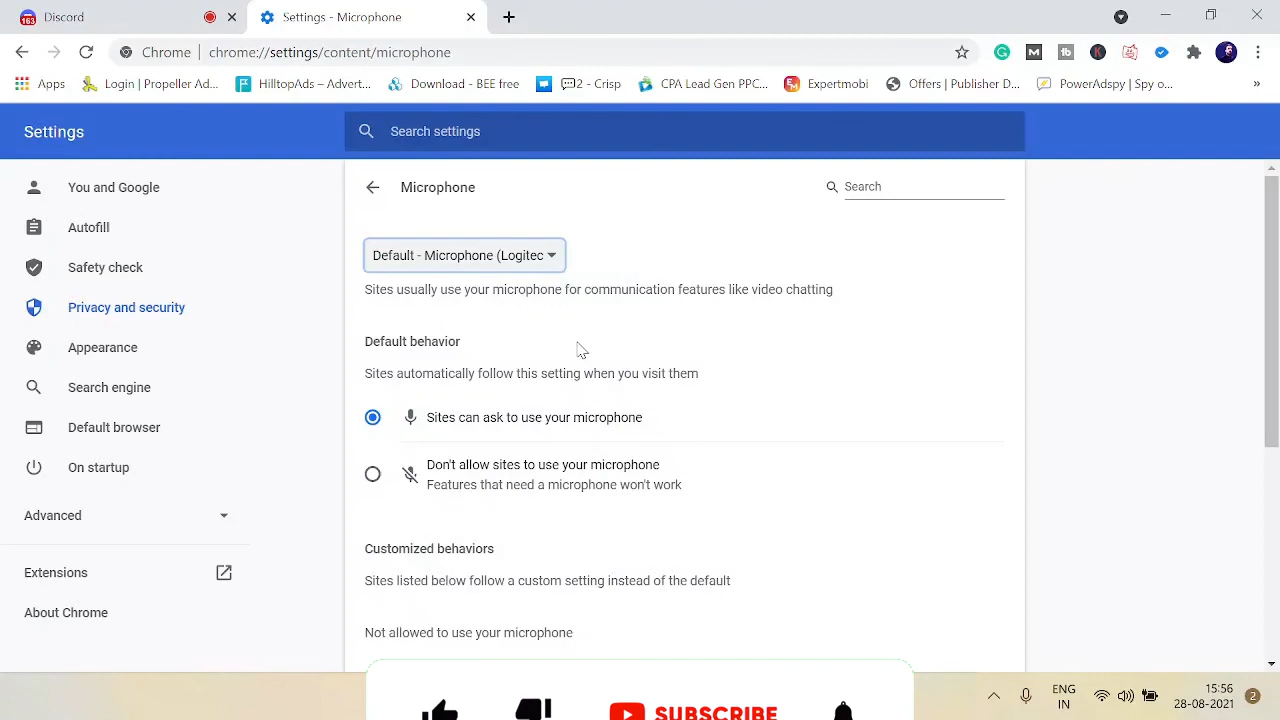 163
Discord
Settings - Microphone
Chrome
chrome://settings/content/microphone
Apps
Login | Propeller Ad...
HilltopAds – Advert...
Download - BEE free
2 - Crisp
CPA Lead Gen PPC...
Expertmobi
Offers | Publisher D...
PowerAdspy | Spy o...
Settings
Search settings
You and Google
Autofill
Safety check
Privacy and security
Appearance
Search engine
Default browser
On startup
Advanced
Extensions
About Chrome
Microphone
Search
Default - Microphone (Logitec
Sites usually use your microphone for communication features like video chatting
Default behavior
Sites automatically follow this setting when you visit them
Sites can ask to use your microphone
Don't allow sites to use your microphone
Features that need a microphone won't work
Customized behaviors
Sites listed below follow a custom setting instead of the default
Not allowed to use your microphone
SUBSCRIBE
ENG
IN
15:56
28-08-2021
2